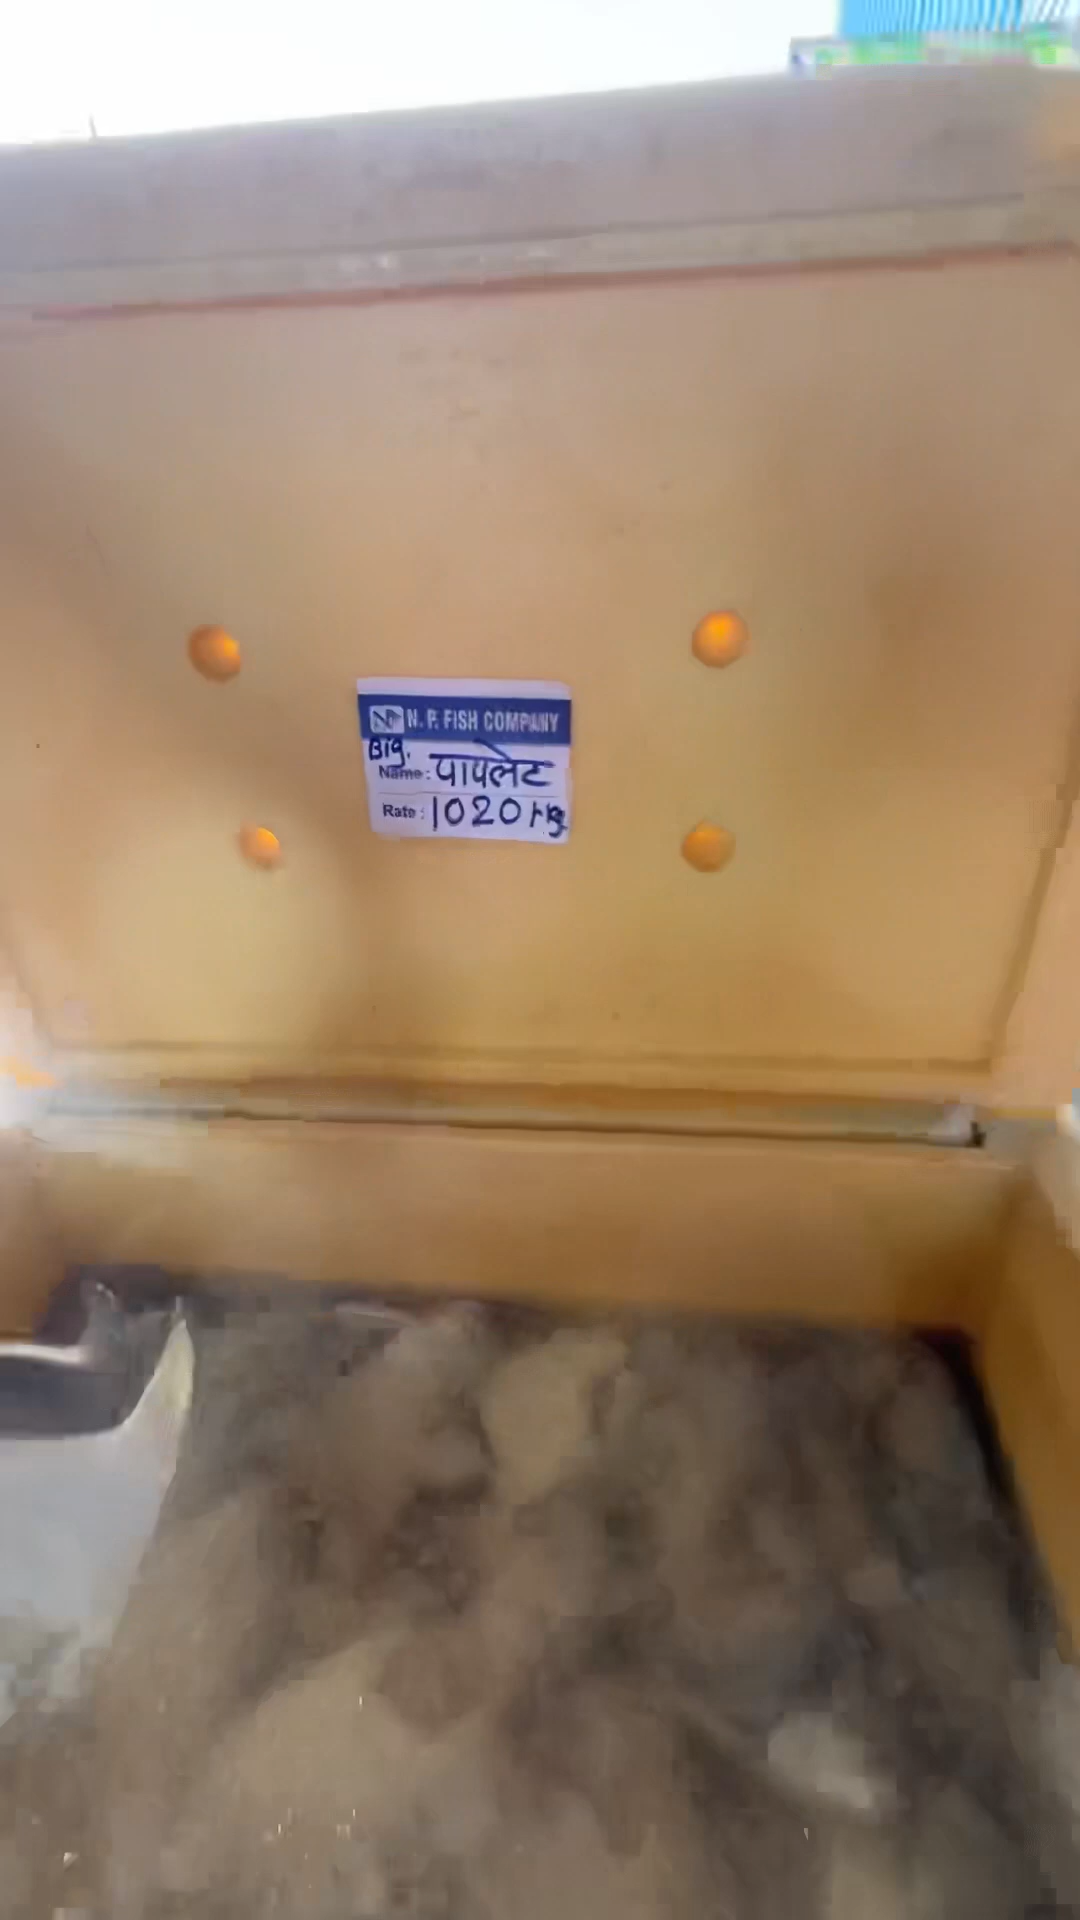 N. P. FISH COMPANY
Big.
Name: पापलेट
Rate: 1020 kg